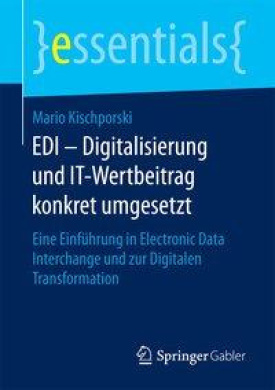 }essentials{
Mario Kischporski
EDI – Digitalisierung
und IT-Wertbeitrag
konkret umgesetzt
Eine Einführung in Electronic Data
Interchange und zur Digitalen
Transformation
Springer Gabler